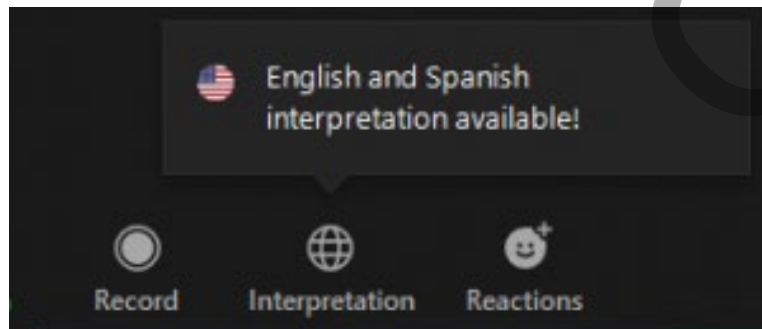 English and Spanish
interpretation available!
Record Interpretation Reactions